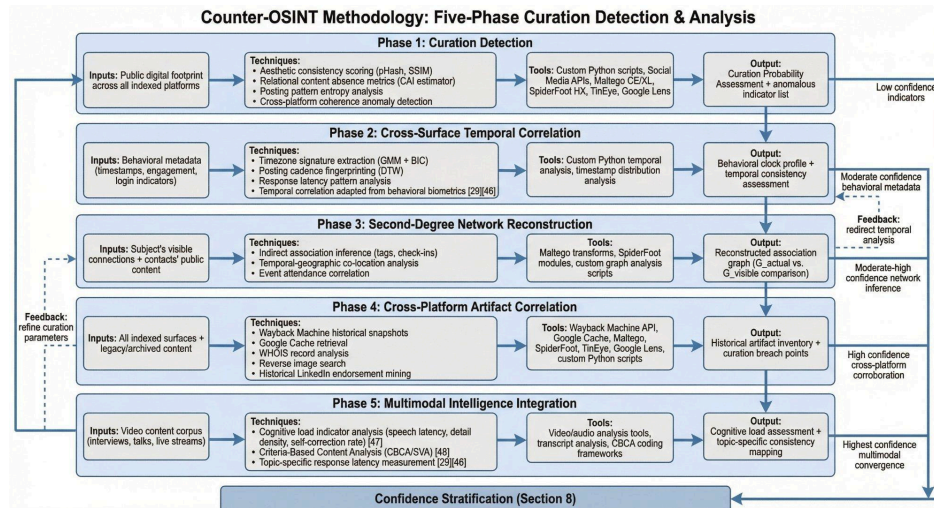 Counter-OSINT Methodology: Five-Phase Curation Detection & Analysis
Phase 1: Curation Detection
Inputs: Public digital footprint
across all indexed platforms
Techniques:
• Aesthetic consistency scoring (pHash, SSIM)
• Relational content absence metrics (CAI estimator)
• Posting pattern entropy analysis
• Cross-platform coherence anomaly detection
Tools: Custom Python scripts, Social
Media APIs, Maltego CE/XL,
SpiderFoot HX, TinEye, Google Lens
Output:
Curation Probability
Assessment + anomalous
indicator list
Low confidence
indicators
Phase 2: Cross-Surface Temporal Correlation
Inputs: Behavioral metadata
(timestamps, engagement,
login indicators)
Techniques:
• Timezone signature extraction (GMM + BIC)
• Posting cadence fingerprinting (DTW)
• Response latency pattern analysis
• Temporal correlation adapted from behavioral biometrics [29][46]
Tools: Custom Python temporal
analysis, timestamp distribution
analysis
Output:
Behavioral clock profile +
temporal consistency
assessment
Moderate confidence
behavioral metadata
Feedback:
redirect temporal
analysis
Phase 3: Second-Degree Network Reconstruction
Inputs: Subject's visible
connections + contacts' public
content
Techniques:
• Indirect association inference (tags, check-ins)
• Temporal-geographic co-location analysis
• Event attendance correlation
Tools:
Maltego transforms, SpiderFoot
modules, custom graph analysis
scripts
Output:
Reconstructed association
graph (G_actual vs.
G_visible comparison)
Moderate-high
confidence network
inference
Feedback:
refine curation
parameters
Phase 4: Cross-Platform Artifact Correlation
Inputs: All indexed surfaces +
legacy/archived content
Techniques:
• Wayback Machine historical snapshots
• Google Cache retrieval
• WHOIS record analysis
• Reverse image search
• Historical LinkedIn endorsement mining
Tools: Wayback Machine API,
Google Cache, Maltego,
SpiderFoot, TinEye, Google Lens,
custom Python scripts
Output:
Historical artifact inventory +
curation breach points
High confidence
cross-platform
corroboration
Phase 5: Multimodal Intelligence Integration
Inputs: Video content corpus
(interviews, talks, live streams)
Techniques:
• Cognitive load indicator analysis (speech latency, detail
density, self-correction rate) [47]
• Criteria-Based Content Analysis (CBCA/SVA) [48]
• Topic-specific response latency measurement [29][46]
Tools:
Video/audio analysis tools,
transcript analysis, CBCA coding
frameworks
Output:
Cognitive load assessment +
topic-specific consistency
mapping
Highest confidence
multimodal
convergence
Confidence Stratification (Section 8)